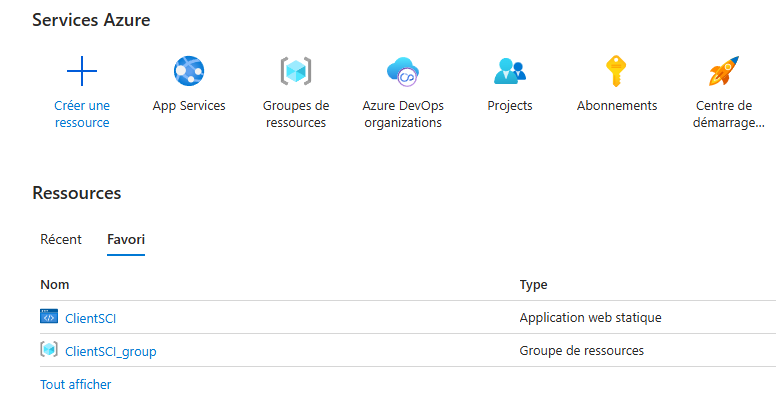 Services Azure
Créer une
ressource
App Services
Groupes de
ressources
Azure DevOps
organizations
Projects
Abonnements
Centre de
démarrage...
Ressources
Récent
Favori
Nom
Type
ClientSCI
Application web statique
ClientSCI_group
Groupe de ressources
Tout afficher